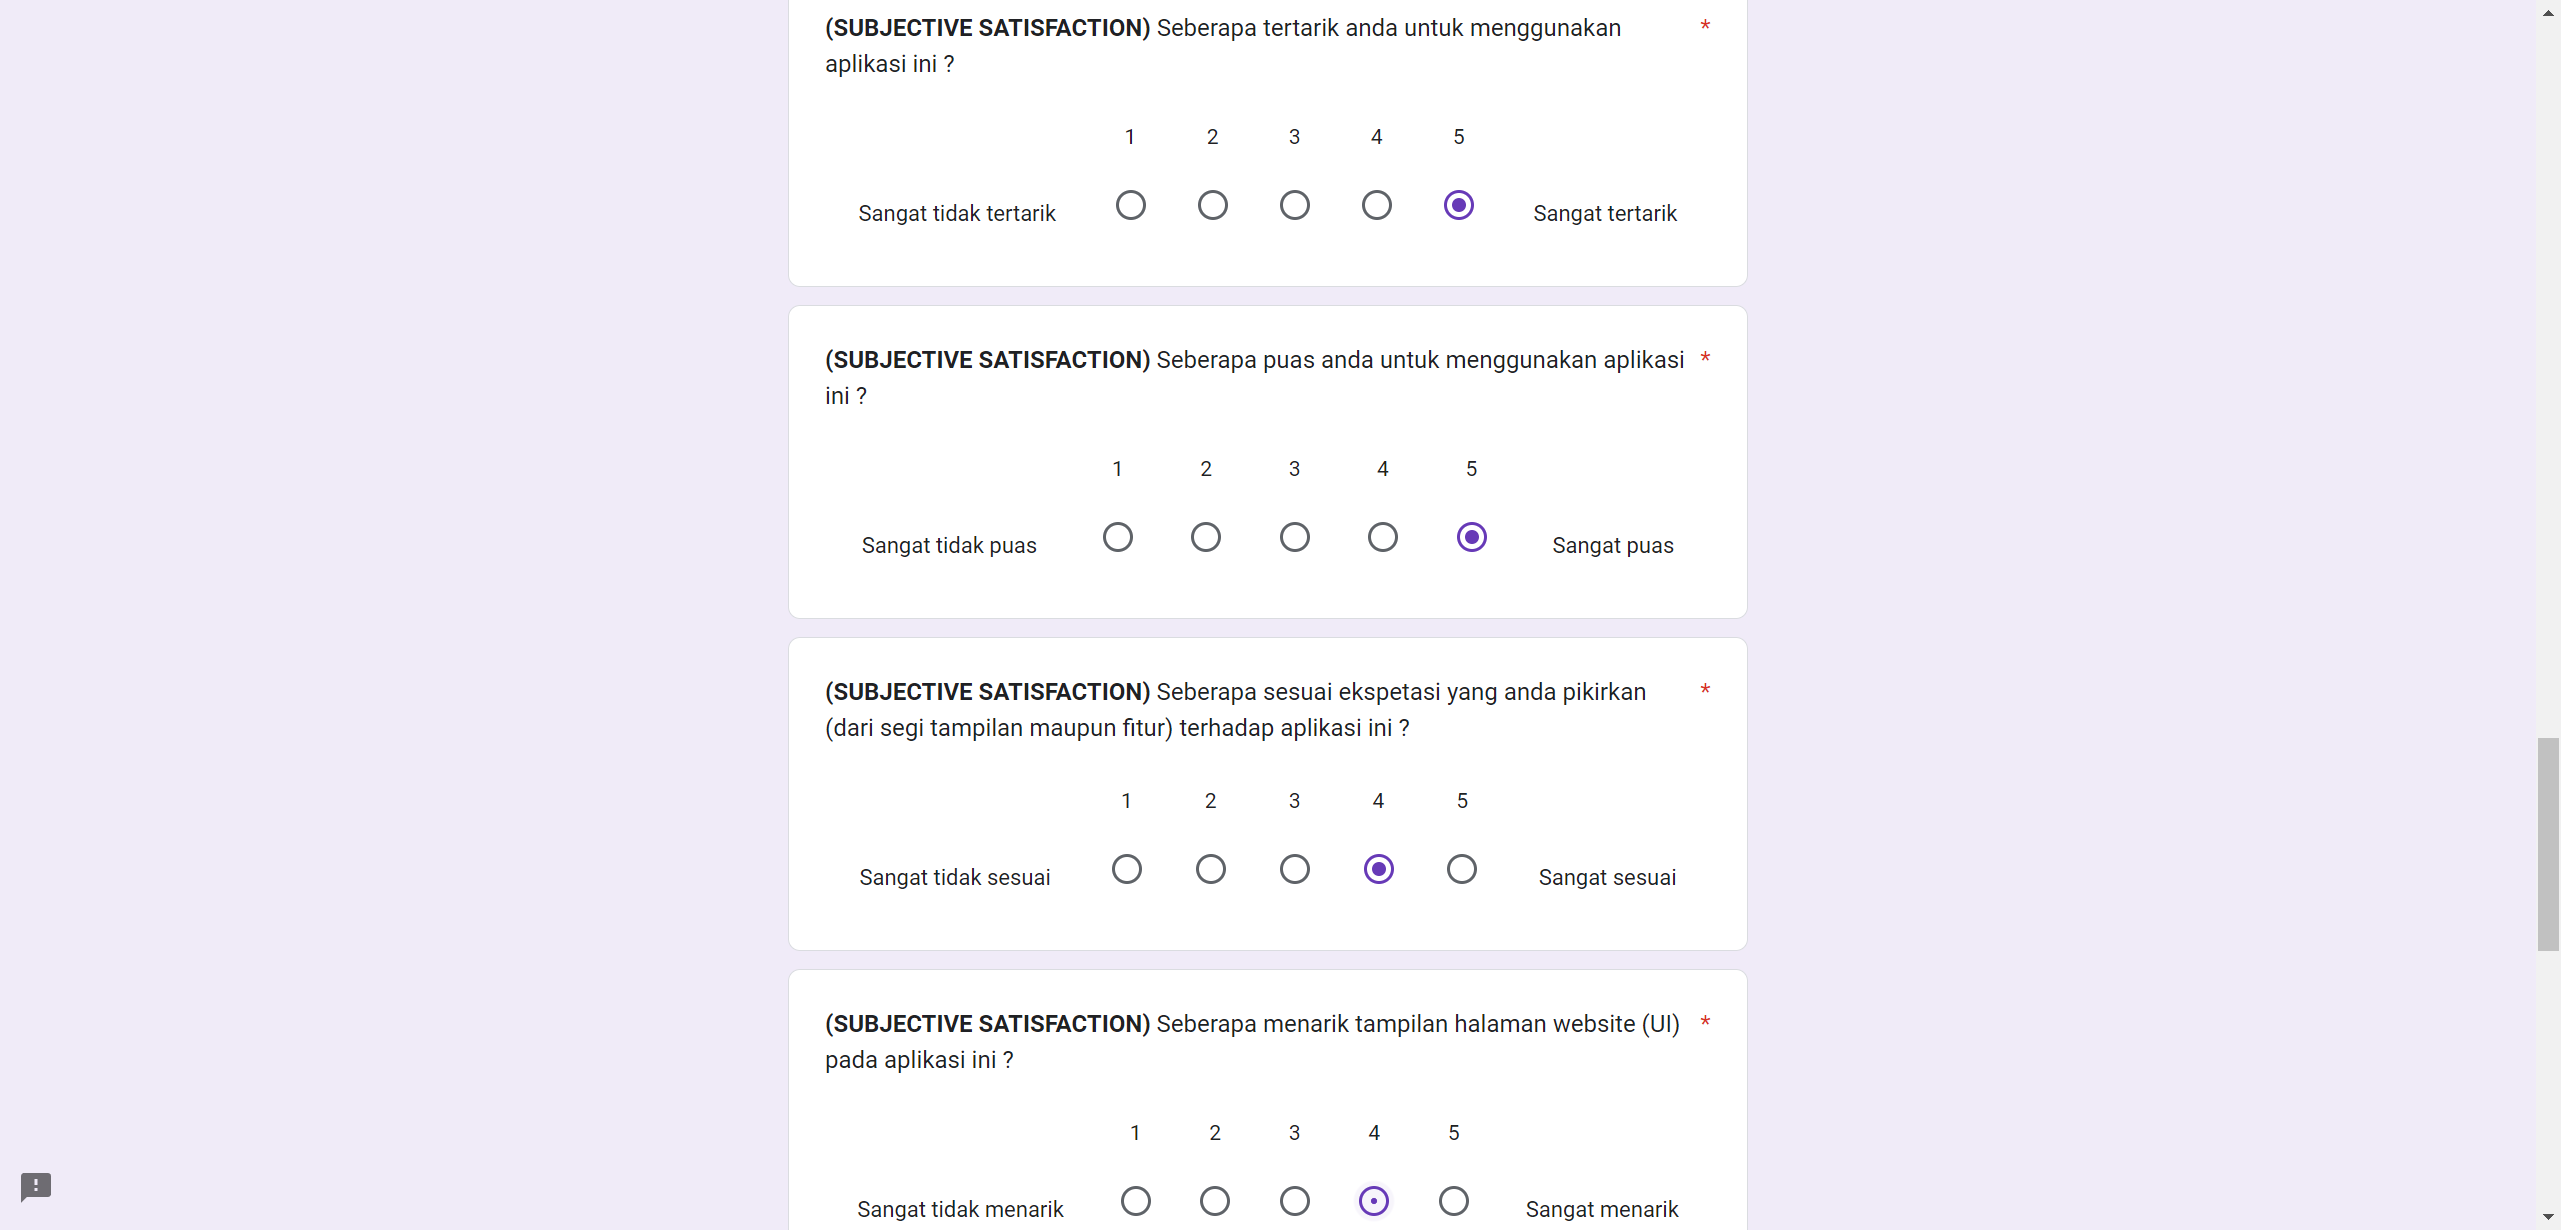 (SUBJECTIVE SATISFACTION) Seberapa tertarik anda untuk menggunakan *
aplikasi ini ?
1 2 3 4 5
Sangat tidak tertarik Sangat tertarik
(SUBJECTIVE SATISFACTION) Seberapa puas anda untuk menggunakan aplikasi *
ini ?
1 2 3 4 5
Sangat tidak puas Sangat puas
(SUBJECTIVE SATISFACTION) Seberapa sesuai ekspetasi yang anda pikirkan *
(dari segi tampilan maupun fitur) terhadap aplikasi ini ?
1 2 3 4 5
Sangat tidak sesuai Sangat sesuai
(SUBJECTIVE SATISFACTION) Seberapa menarik tampilan halaman website (UI) *
pada aplikasi ini ?
1 2 3 4 5
Sangat tidak menarik Sangat menarik